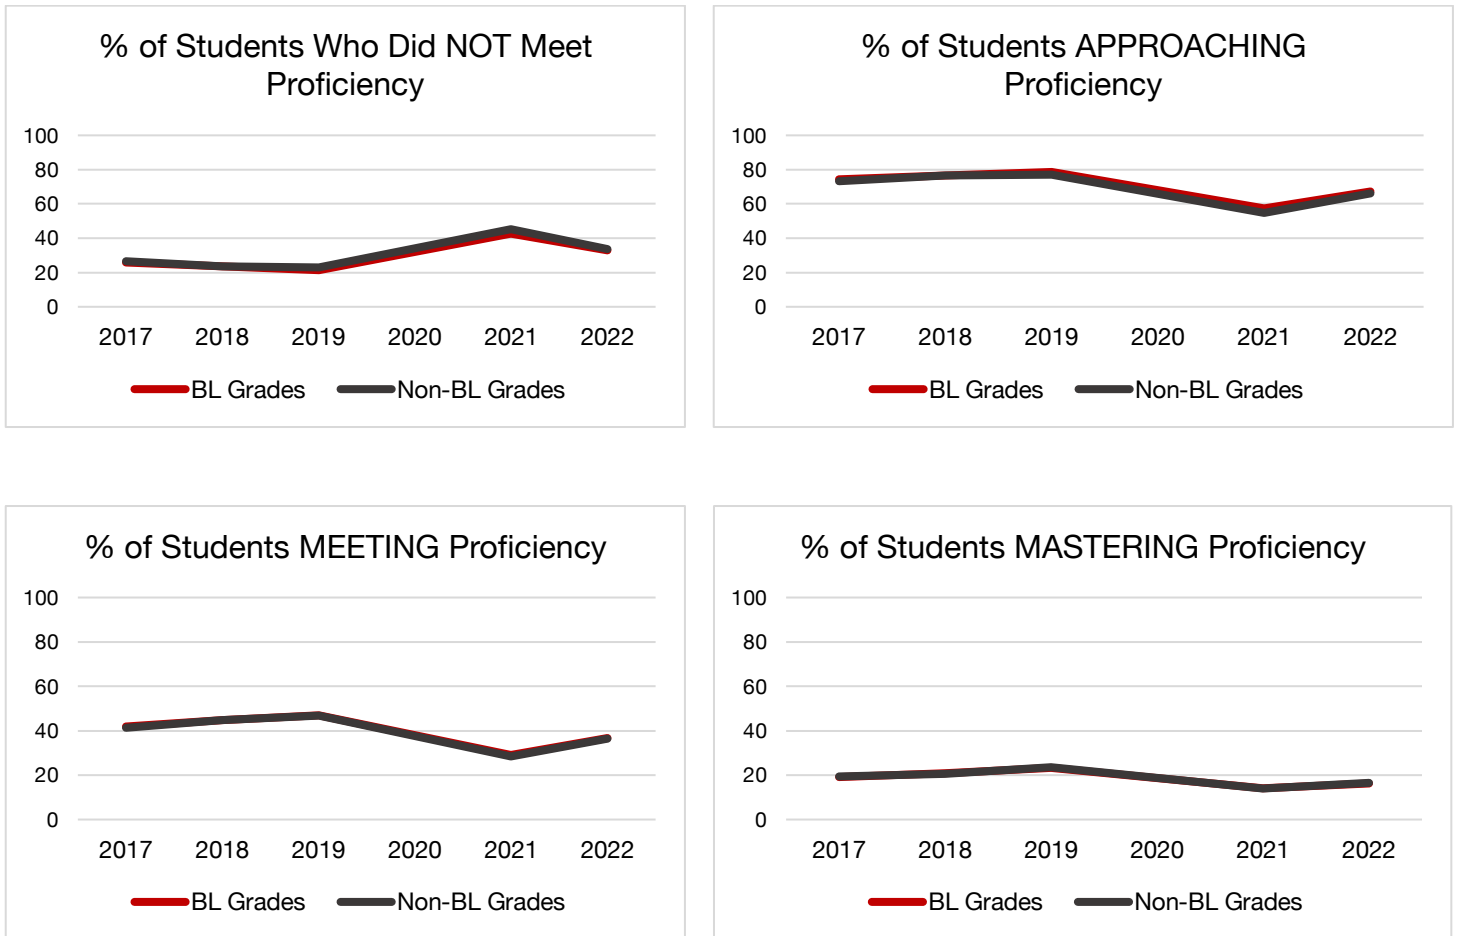 % of Students Who Did NOT Meet
Proficiency
100
80
60
40
20
0
2017 2018 2019 2020 2021 2022
BL Grades Non-BL Grades
% of Students APPROACHING
Proficiency
100
80
60
40
20
0
2017 2018 2019 2020 2021 2022
BL Grades Non-BL Grades
% of Students MEETING Proficiency
100
80
60
40
20
0
2017 2018 2019 2020 2021 2022
BL Grades Non-BL Grades
% of Students MASTERING Proficiency
100
80
60
40
20
0
2017 2018 2019 2020 2021 2022
BL Grades Non-BL Grades